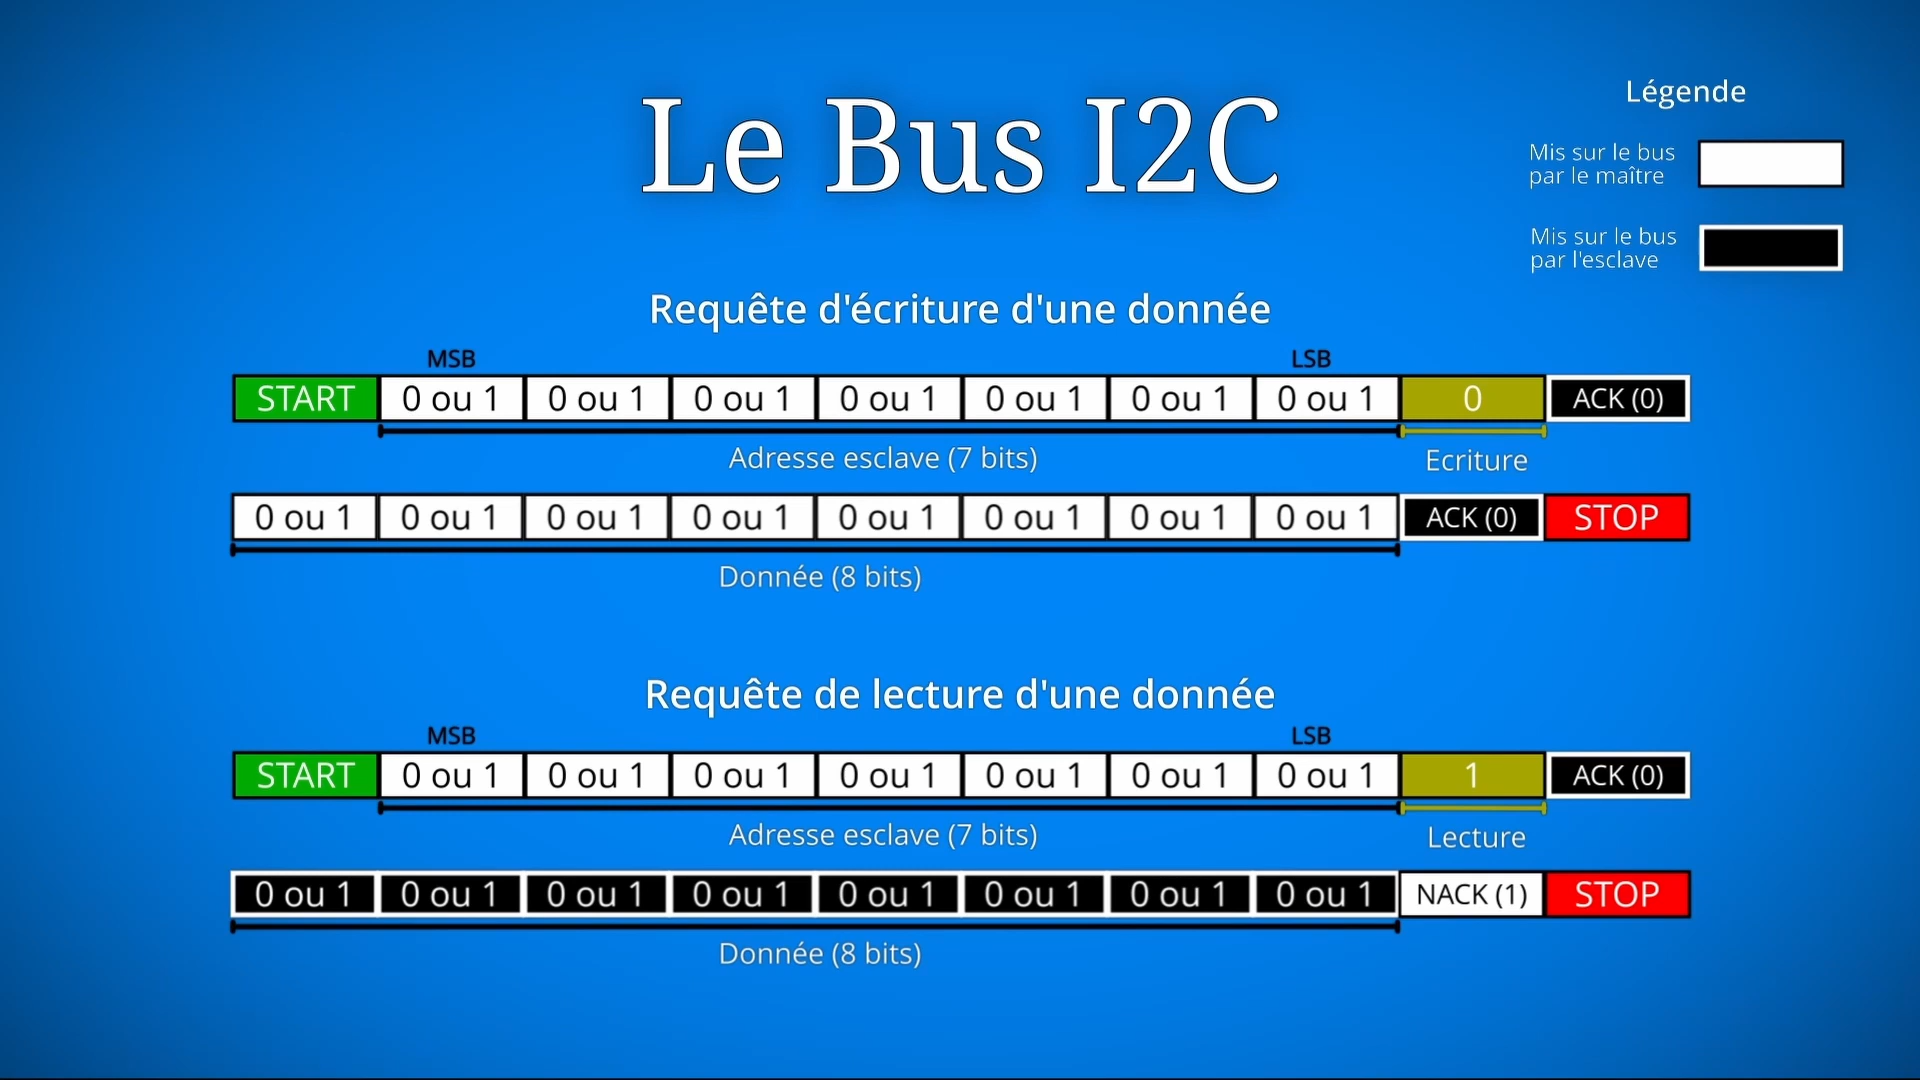 Le Bus I2C
Légende
Mis sur le bus
par le maître
Mis sur le bus
par l'esclave
Requête d'écriture d'une donnée
MSB LSB
START 0 ou 1 0 ou 1 0 ou 1 0 ou 1 0 ou 1 0 ou 1 0 ou 1 0 ACK (0)
Adresse esclave (7 bits) Ecriture
0 ou 1 0 ou 1 0 ou 1 0 ou 1 0 ou 1 0 ou 1 0 ou 1 0 ou 1 ACK (0) STOP
Donnée (8 bits)
Requête de lecture d'une donnée
MSB LSB
START 0 ou 1 0 ou 1 0 ou 1 0 ou 1 0 ou 1 0 ou 1 0 ou 1 1 ACK (0)
Adresse esclave (7 bits) Lecture
0 ou 1 0 ou 1 0 ou 1 0 ou 1 0 ou 1 0 ou 1 0 ou 1 0 ou 1 NACK (1) STOP
Donnée (8 bits)